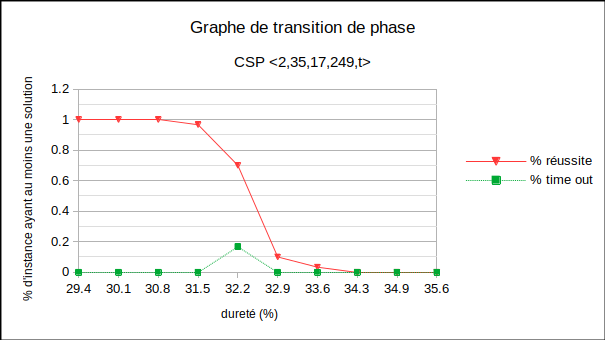 Graphe de transition de phase
CSP <2,35,17,249,t>
% d'instance ayant au moins une solution
1.2
1
0.8
0.6
0.4
0.2
0
29.4 30.1 30.8 31.5 32.2 32.9 33.6 34.3 34.9 35.6
dureté (%)
% réussite
% time out